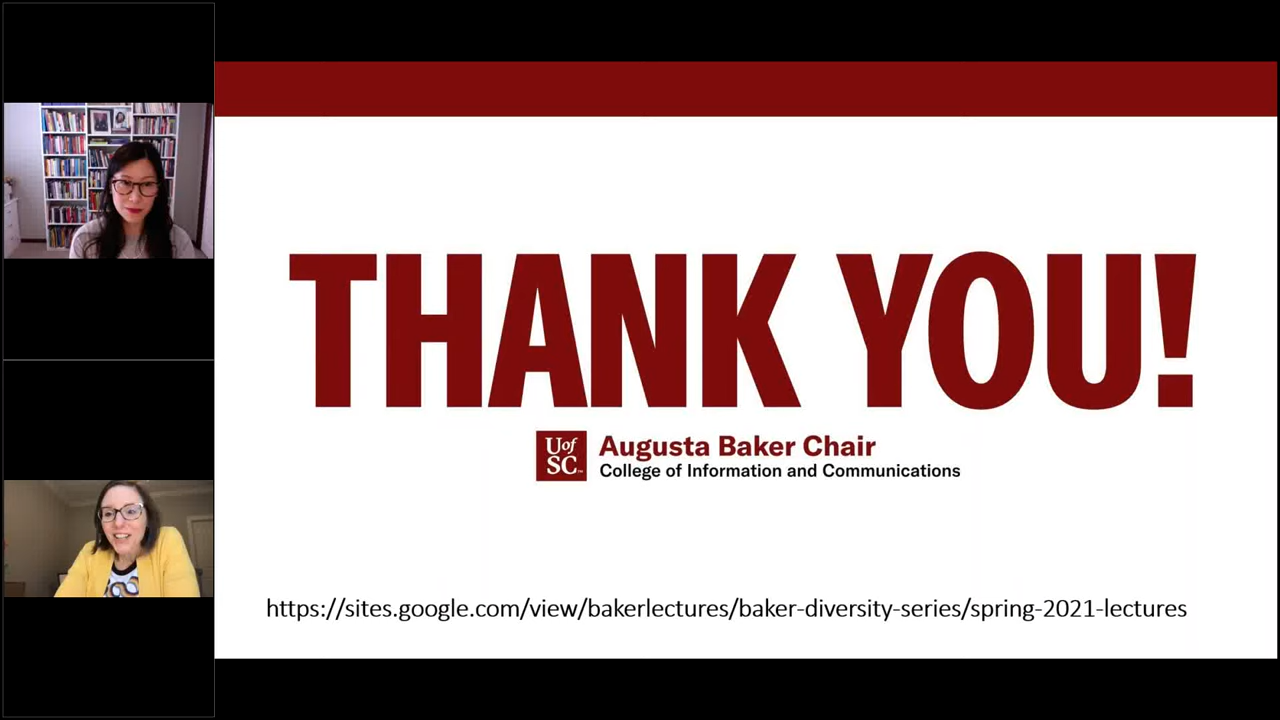 THANK YOU!
UofSC
Augusta Baker Chair
College of Information and Communications
https://sites.google.com/view/bakerlectures/baker-diversity-series/spring-2021-lectures